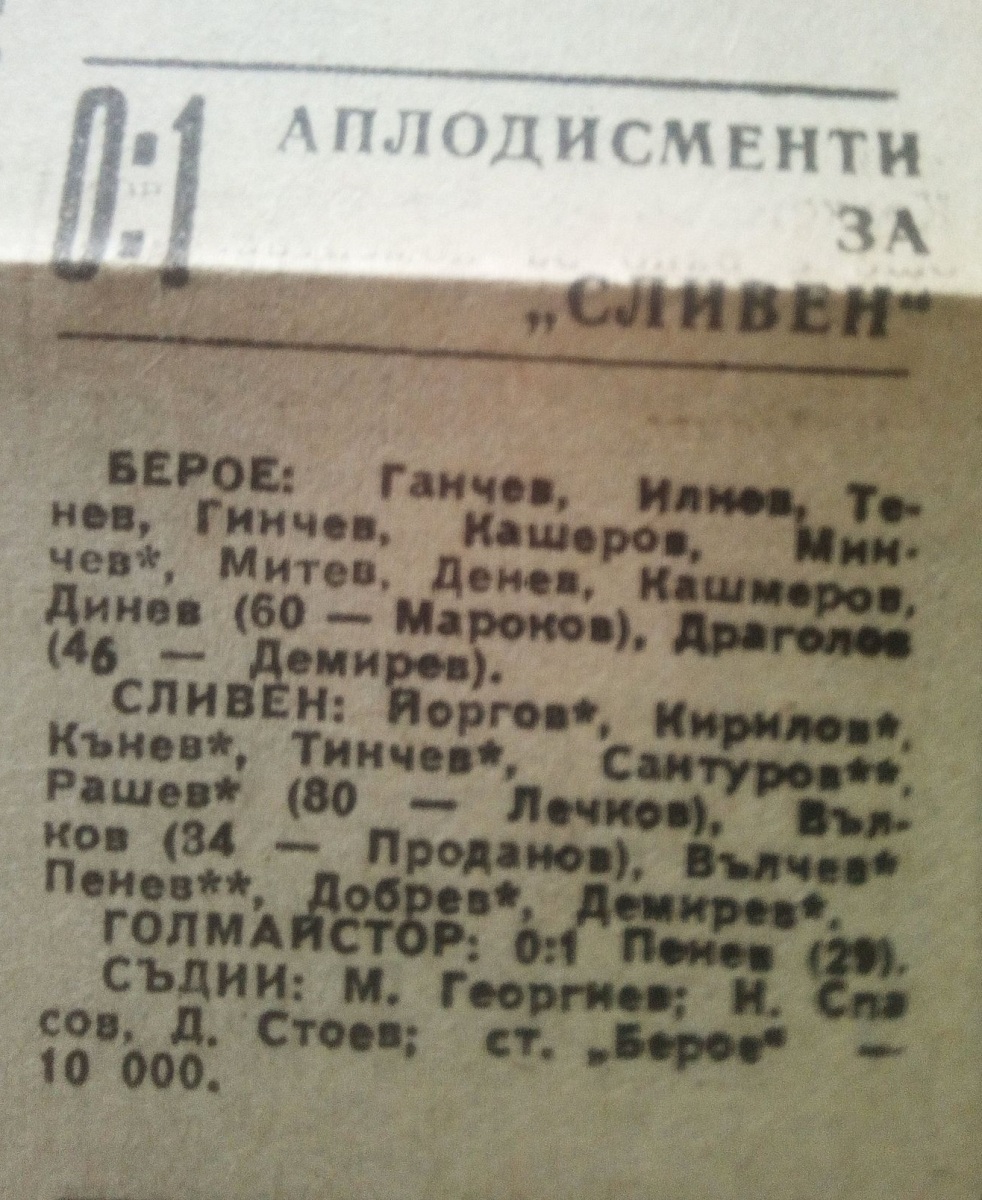 0:1
АПЛОДИСМЕНТИ
ЗА
„СЛИВЕН“
БЕРОЕ: Ганчев, Илиев, Те-
нев, Гинчев, Кашеров, Мин-
чев*, Митев, Денев, Кашмеров,
Динев (60 — Мароков), Драголов
(46 — Демирев).
СЛИВЕН: Йоргов*, Кирилов*,
Кънев*, Тинчев*, Сантуров**,
Рашев* (80 — Лечков), Въл-
ков (34 — Проданов), Вълчев*
Пенев**, Добрев*, Демирев*.
ГОЛМАЙСТОР: 0:1 Пенев (29).
СЪДИИ: М. Георгиев; Н. Спа
сов, Д. Стоев; ст. „Берое“ —
10 000.